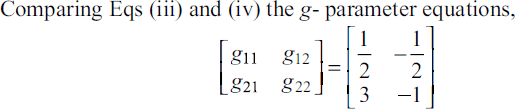 Comparing Eqs (iii) and (iv) the g- parameter equations,
[g11 g12
g21 g22] = [1/2 -1/2
3 -1]